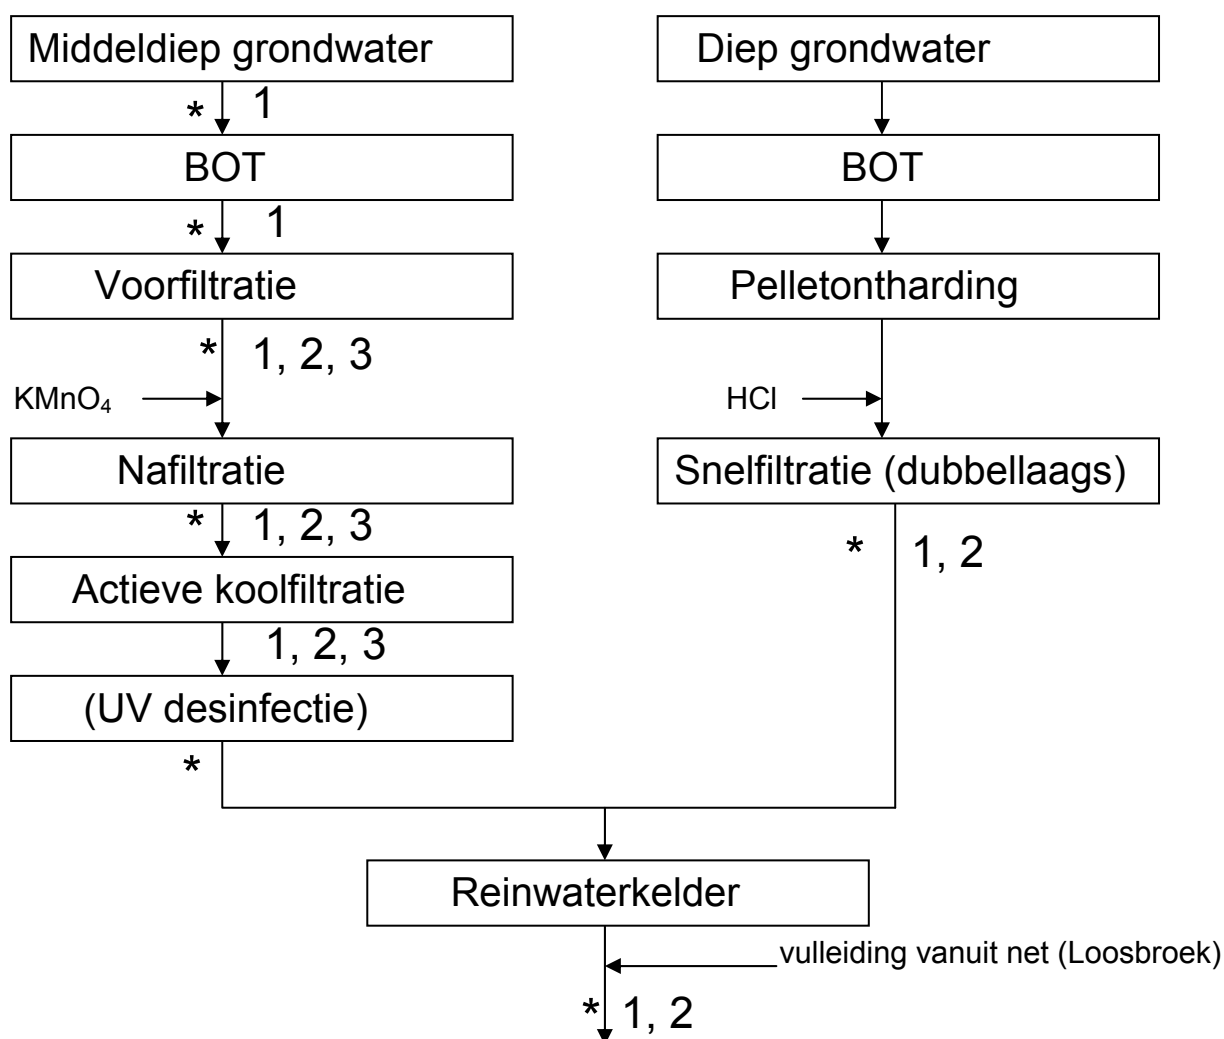 Middeldiep grondwater
* 1
BOT
* 1
Voorfiltratie
* 1, 2, 3
KMnO₄
Nafiltratie
* 1, 2, 3
Actieve koolfiltratie
1, 2, 3
(UV desinfectie)
*
Diep grondwater
BOT
Pelletontharding
HCl
Snelfiltratie (dubbellaags)
* 1, 2
Reinwaterkelder
vulleiding vanuit net (Loosbroek)
* 1, 2